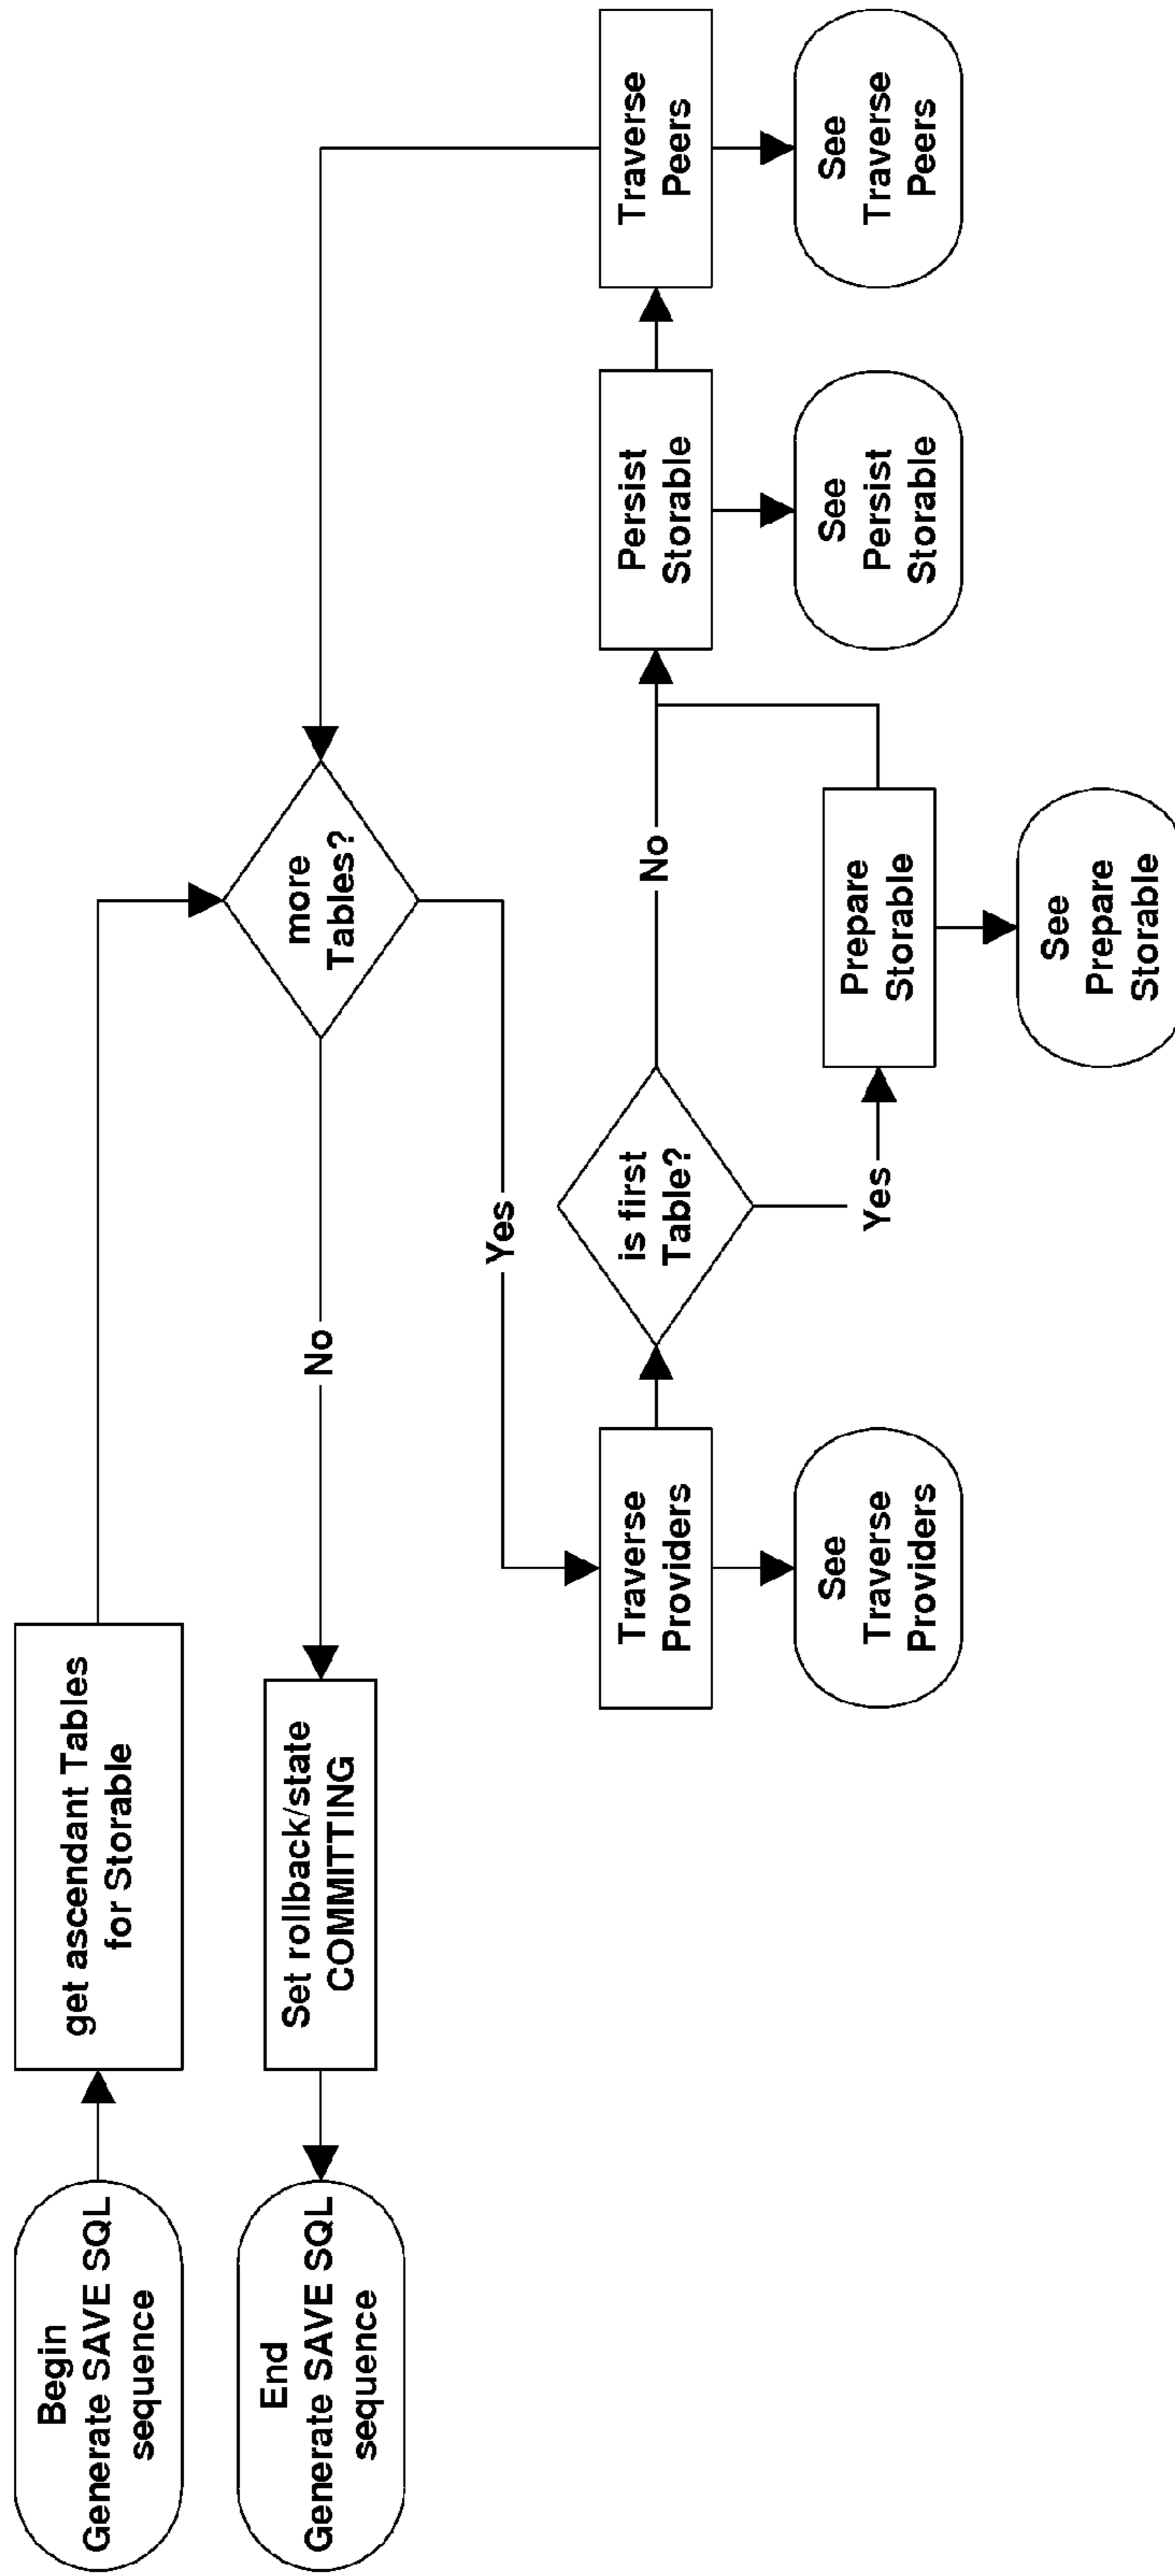 Begin
Generate SAVE SQL
sequence
get ascendant Tables
for Storable
End
Generate SAVE SQL
sequence
Set rollback/state
COMMITTING
No
more
Tables?
Yes
Traverse
Providers
See
Traverse
Providers
is first
Table?
No
Yes
Prepare
Storable
See
Prepare
Storable
Persist
Storable
See
Persist
Storable
Traverse
Peers
See
Traverse
Peers